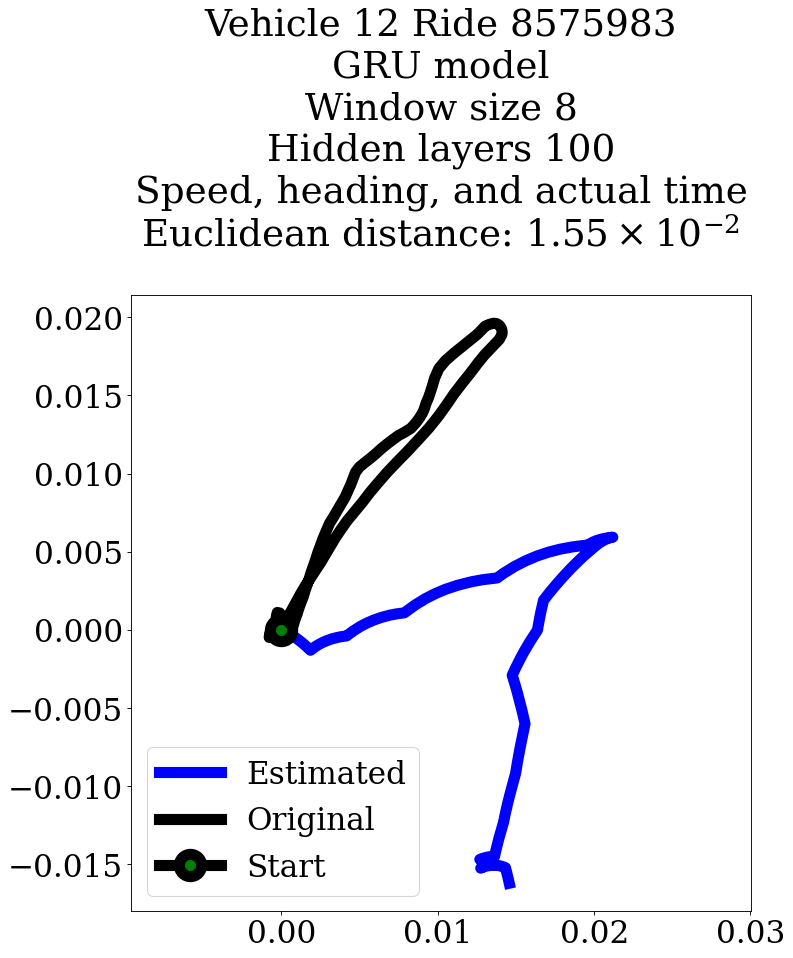 Vehicle 12 Ride 8575983
GRU model
Window size 8
Hidden layers 100
Speed, heading, and actual time
Euclidean distance: 1.55 × 10⁻²
0.020
0.015
0.010
0.005
0.000
−0.005
−0.010
−0.015
Estimated
Original
Start
0.00 0.01 0.02 0.03